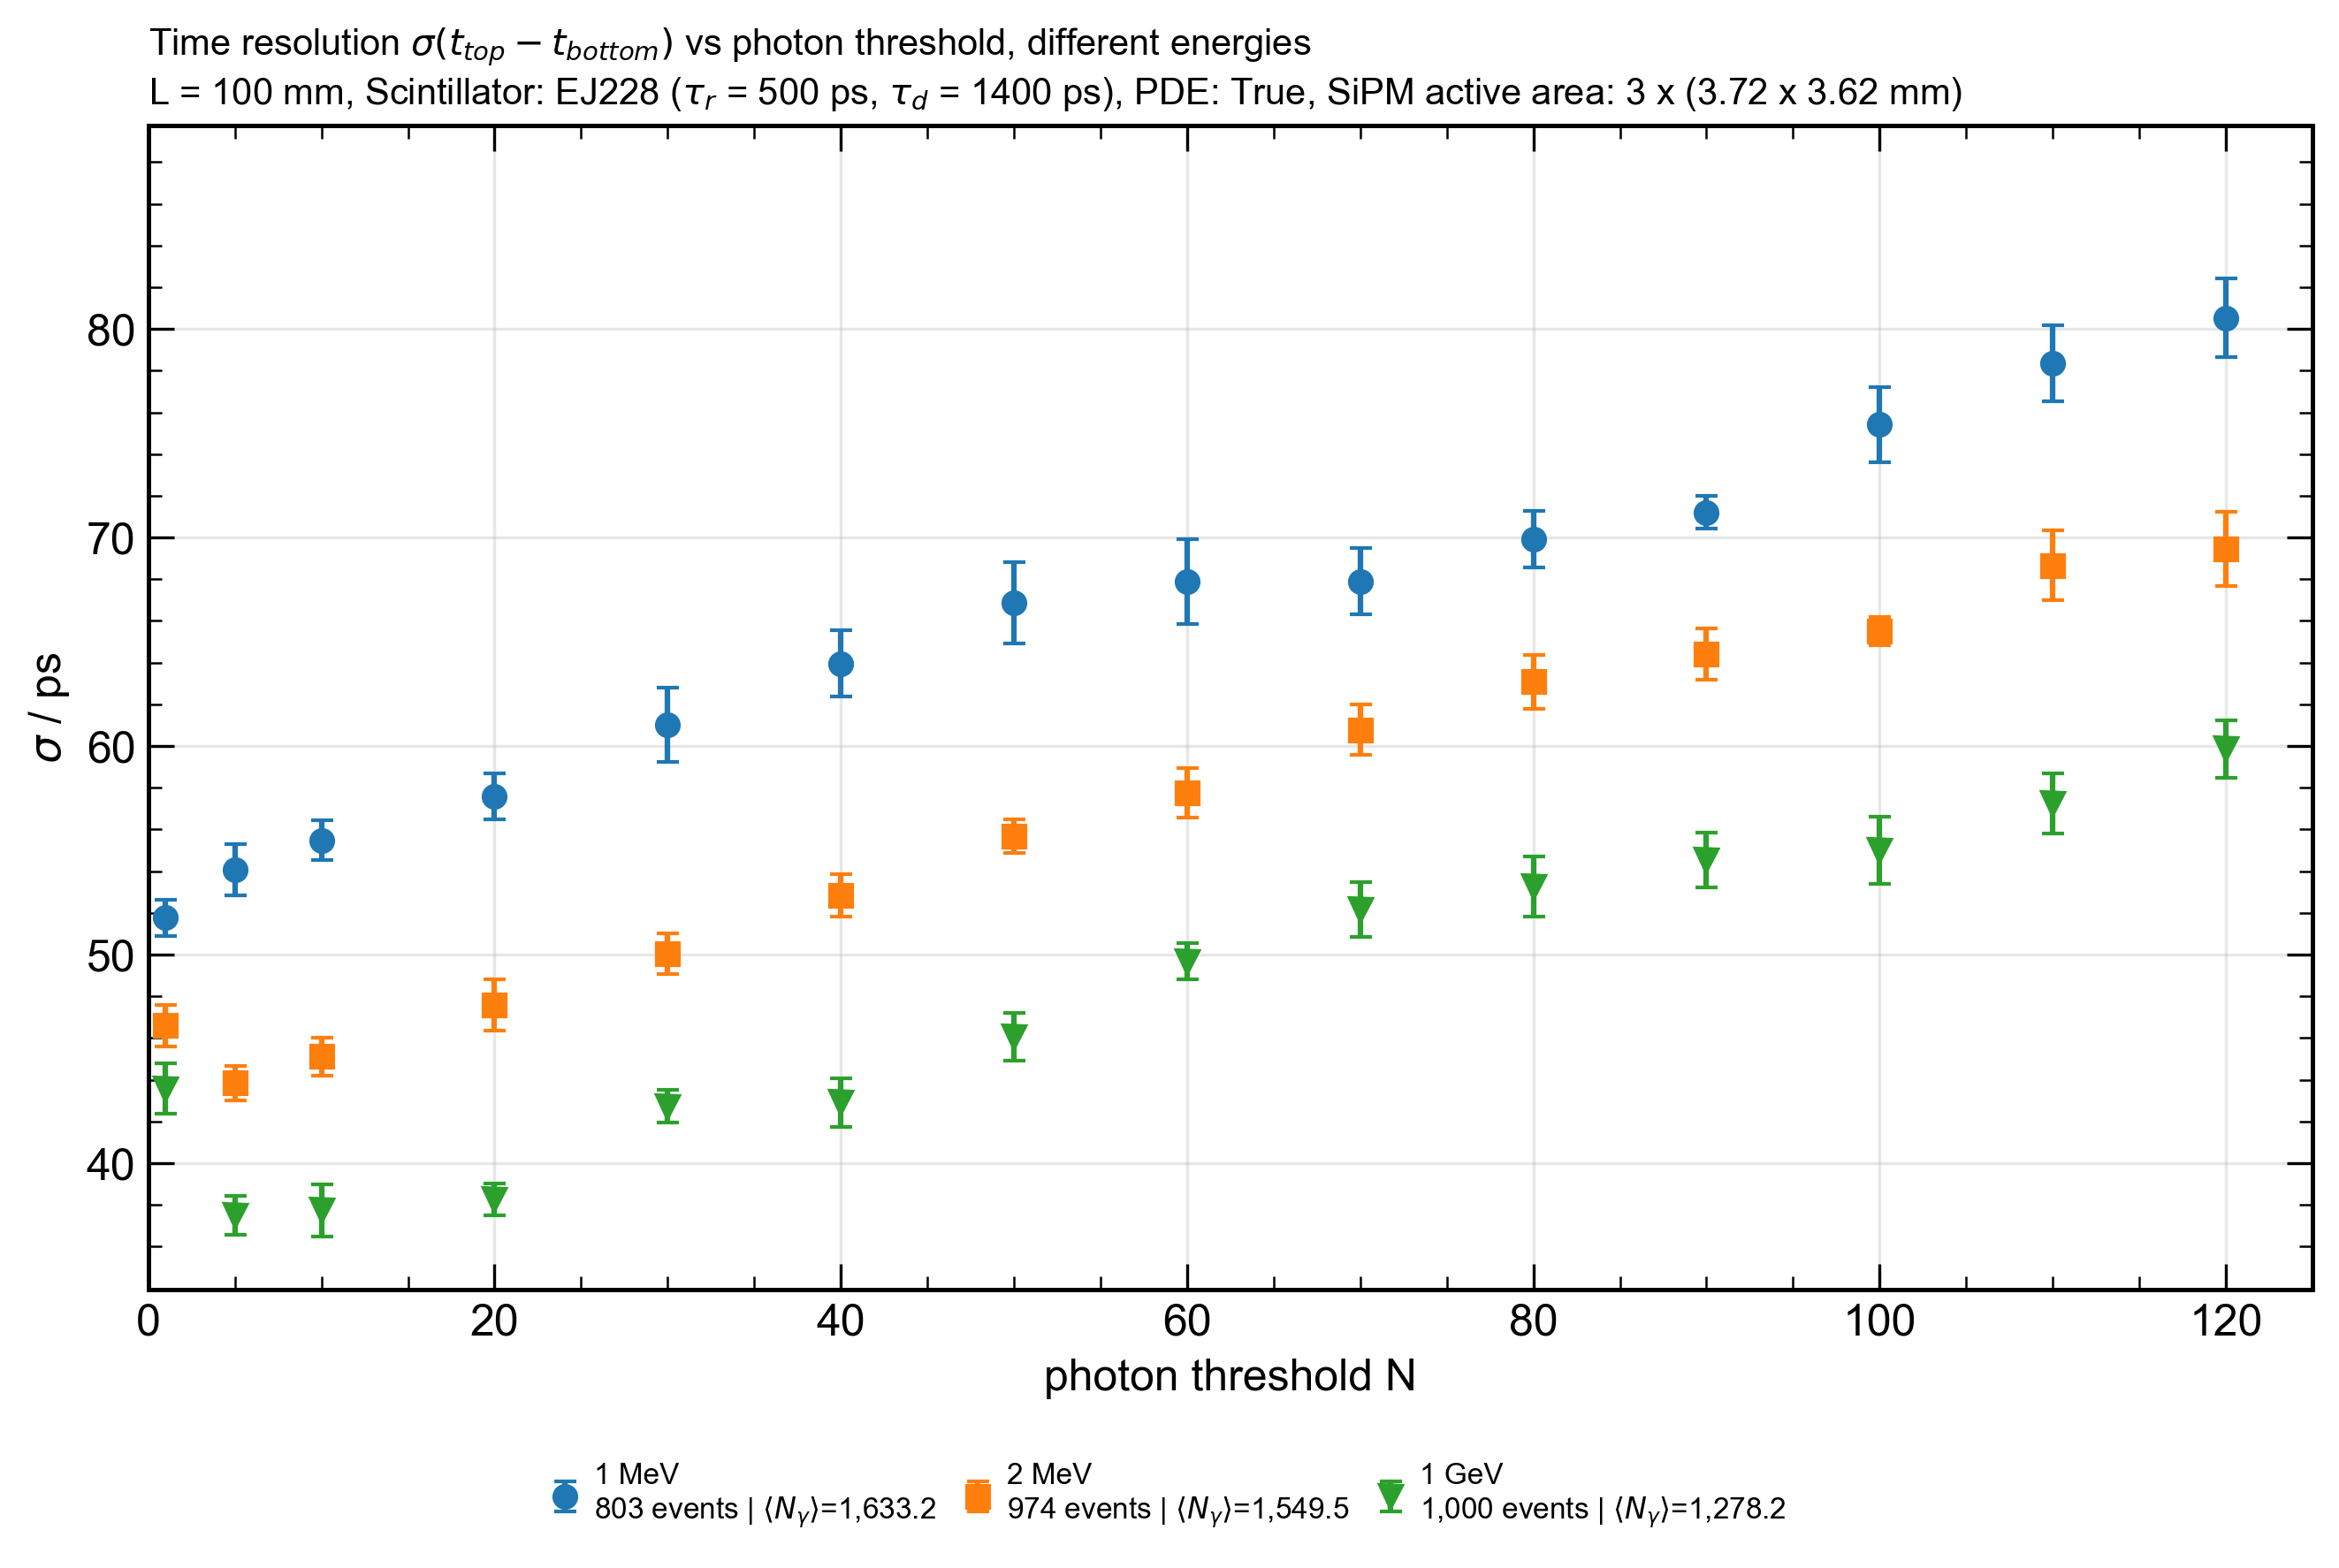 Time resolution σ(t_top − t_bottom) vs photon threshold, different energies
L = 100 mm, Scintillator: EJ228 (τ_r = 500 ps, τ_d = 1400 ps), PDE: True, SiPM active area: 3 x (3.72 x 3.62 mm)
80
70
60
50
40
σ / ps
0 20 40 60 80 100 120
photon threshold N
1 MeV
803 events | ⟨N_γ⟩=1,633.2
2 MeV
974 events | ⟨N_γ⟩=1,549.5
1 GeV
1,000 events | ⟨N_γ⟩=1,278.2